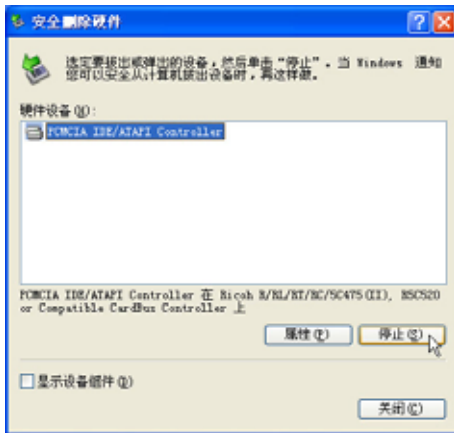 安全删除硬件
选定要拔出或弹出的设备，然后单击“停止”。当 Windows 通知
您可以安全从计算机拔出设备时，再这样做。
硬件设备(U):
PCMCIA IDE/ATAPI Controller
PCMCIA IDE/ATAPI Controller 在 Ricoh R/RL/RT/RC/5C475(II), R5C520
or Compatible CardBus Controller 上
属性(P)
停止(S)
显示设备组件(D)
关闭(C)